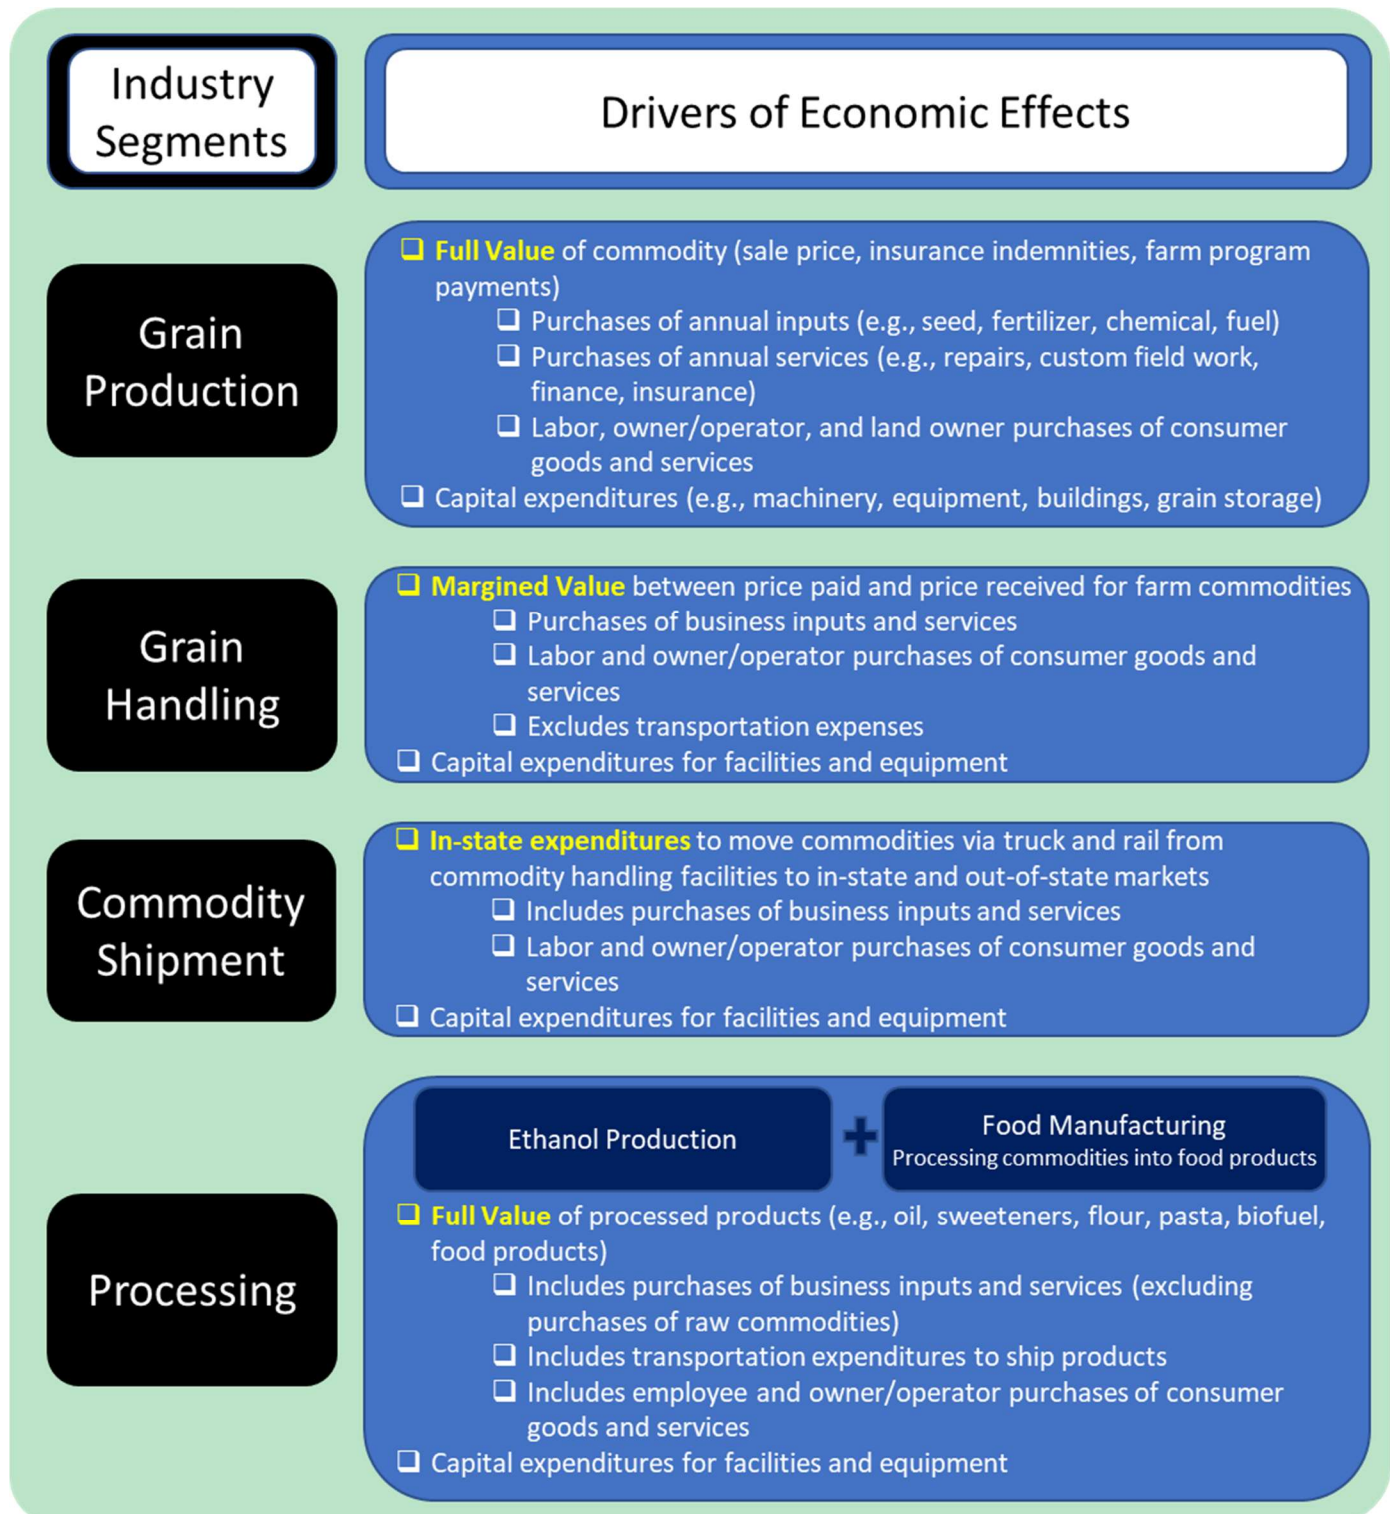 Industry
Segments
Drivers of Economic Effects
Grain
Production
❑ Full Value of commodity (sale price, insurance indemnities, farm program
payments)
❑ Purchases of annual inputs (e.g., seed, fertilizer, chemical, fuel)
❑ Purchases of annual services (e.g., repairs, custom field work,
finance, insurance)
❑ Labor, owner/operator, and land owner purchases of consumer
goods and services
❑ Capital expenditures (e.g., machinery, equipment, buildings, grain storage)
Grain
Handling
❑ Margined Value between price paid and price received for farm commodities
❑ Purchases of business inputs and services
❑ Labor and owner/operator purchases of consumer goods and
services
❑ Excludes transportation expenses
❑ Capital expenditures for facilities and equipment
Commodity
Shipment
❑ In-state expenditures to move commodities via truck and rail from
commodity handling facilities to in-state and out-of-state markets
❑ Includes purchases of business inputs and services
❑ Labor and owner/operator purchases of consumer goods and
services
❑ Capital expenditures for facilities and equipment
Processing
Ethanol Production
+
Food Manufacturing
Processing commodities into food products
❑ Full Value of processed products (e.g., oil, sweeteners, flour, pasta, biofuel,
food products)
❑ Includes purchases of business inputs and services (excluding
purchases of raw commodities)
❑ Includes transportation expenditures to ship products
❑ Includes employee and owner/operator purchases of consumer
goods and services
❑ Capital expenditures for facilities and equipment